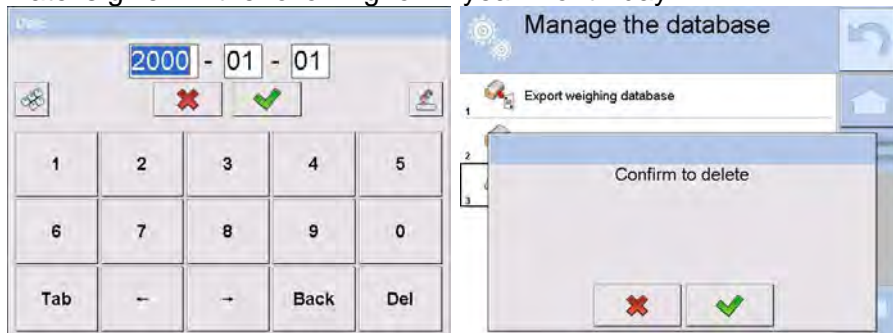 Date
2000 - 01 - 01
1 2 3 4 5
6 7 8 9 0
Tab ← → Back Del
Manage the database
1 Export weighing database
2
3
Confirm to delete